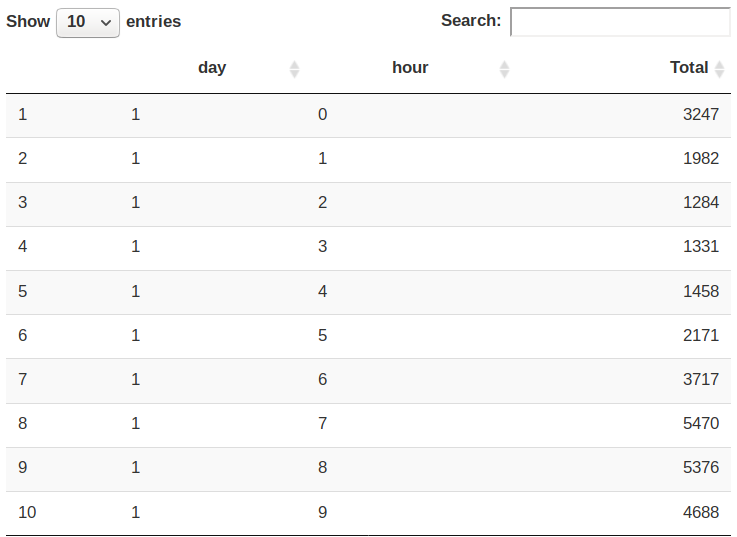 Show 10 entries Search:
day hour Total
1 1 0 3247
2 1 1 1982
3 1 2 1284
4 1 3 1331
5 1 4 1458
6 1 5 2171
7 1 6 3717
8 1 7 5470
9 1 8 5376
10 1 9 4688